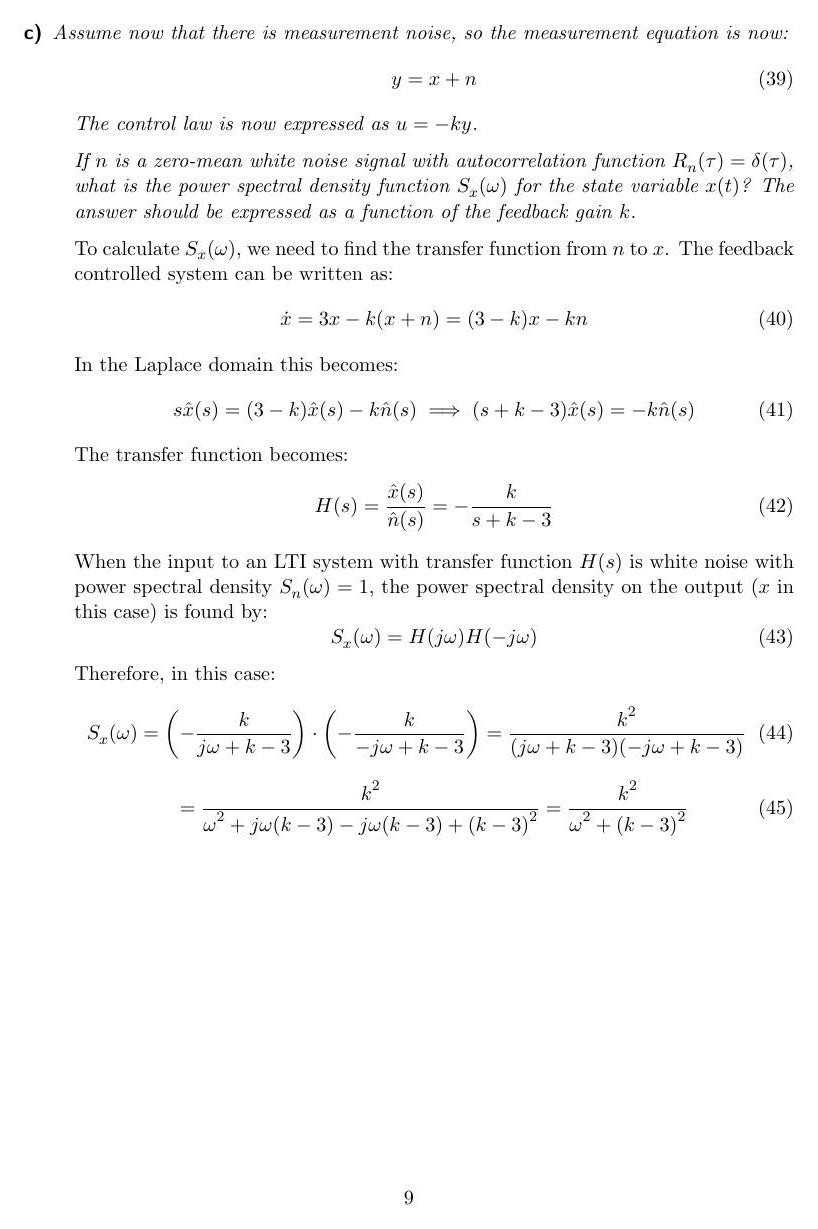 c) Assume now that there is measurement noise, so the measurement equation is now:
y = x + n (39)
The control law is now expressed as u = −ky.
If n is a zero-mean white noise signal with autocorrelation function Rₙ(τ) = δ(τ),
what is the power spectral density function Sₓ(ω) for the state variable x(t)? The
answer should be expressed as a function of the feedback gain k.
To calculate Sₓ(ω), we need to find the transfer function from n to x. The feedback
controlled system can be written as:
ẋ = 3x − k(x + n) = (3 − k)x − kn (40)
In the Laplace domain this becomes:
sx̂(s) = (3 − k)x̂(s) − kn̂(s) ⟹ (s + k − 3)x̂(s) = −kn̂(s) (41)
The transfer function becomes:
H(s) = x̂(s)/n̂(s) = − k/(s + k − 3) (42)
When the input to an LTI system with transfer function H(s) is white noise with
power spectral density Sₙ(ω) = 1, the power spectral density on the output (x in
this case) is found by:
Sₓ(ω) = H(jω)H(−jω) (43)
Therefore, in this case:
Sₓ(ω) = (− k/(jω + k − 3)) · (− k/(−jω + k − 3)) = k²/((jω + k − 3)(−jω + k − 3)) (44)
= k²/(ω² + jω(k − 3) − jω(k − 3) + (k − 3)²) = k²/(ω² + (k − 3)²) (45)
9